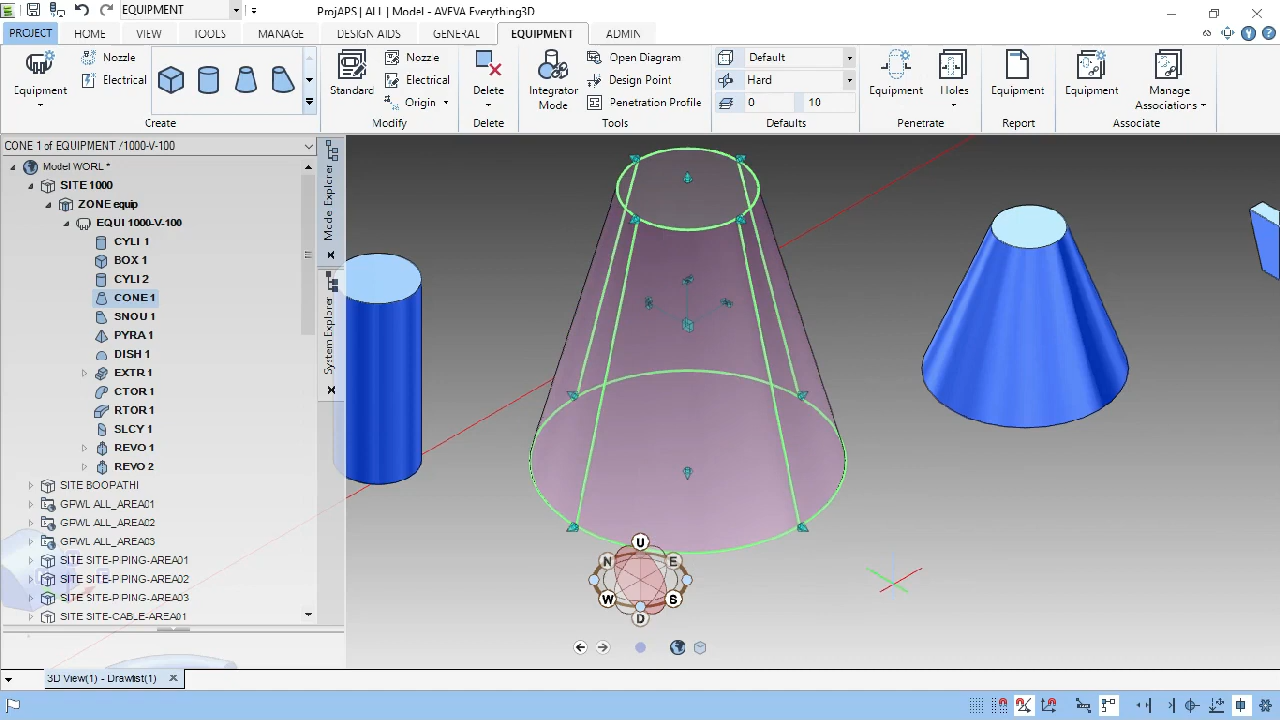 EQUIPMENT
ProjAPS| ALL | Model - AVEVA Everything3D
PROJECT HOME VIEW TOOLS MANAGE DESIGN AIDS GENERAL EQUIPMENT ADMIN
Equipment
Nozzle
Electrical
Create
Standard
Nozzle
Electrical
Origin
Modify
Delete
Delete
Integrator
Mode
Open Diagram
Design Point
Penetration Profile
Tools
Default
Hard
0 10
Defaults
Equipment
Holes
Penetrate
Equipment
Report
Equipment
Manage
Associations
Associate
CONE 1 of EQUIPMENT /1000-V-100
Model WORL *
SITE 1000
ZONE equip
EQUI 1000-V-100
CYLI 1
BOX 1
CYLI 2
CONE 1
SNOU 1
PYRA 1
DISH 1
EXTR 1
CTOR 1
RTOR 1
SLCY 1
REVO 1
REVO 2
SITE BOOPATHI
GPWL ALL_AREA01
GPWL ALL_AREA02
GPWL ALL_AREA03
SITE SITE-PIPING-AREA01
SITE SITE-PIPING-AREA02
SITE SITE-PIPING-AREA03
SITE SITE-CABLE-AREA01
Model Explorer
System Explorer
U
N E
W S
D
3D View(1) - Drawlist(1)